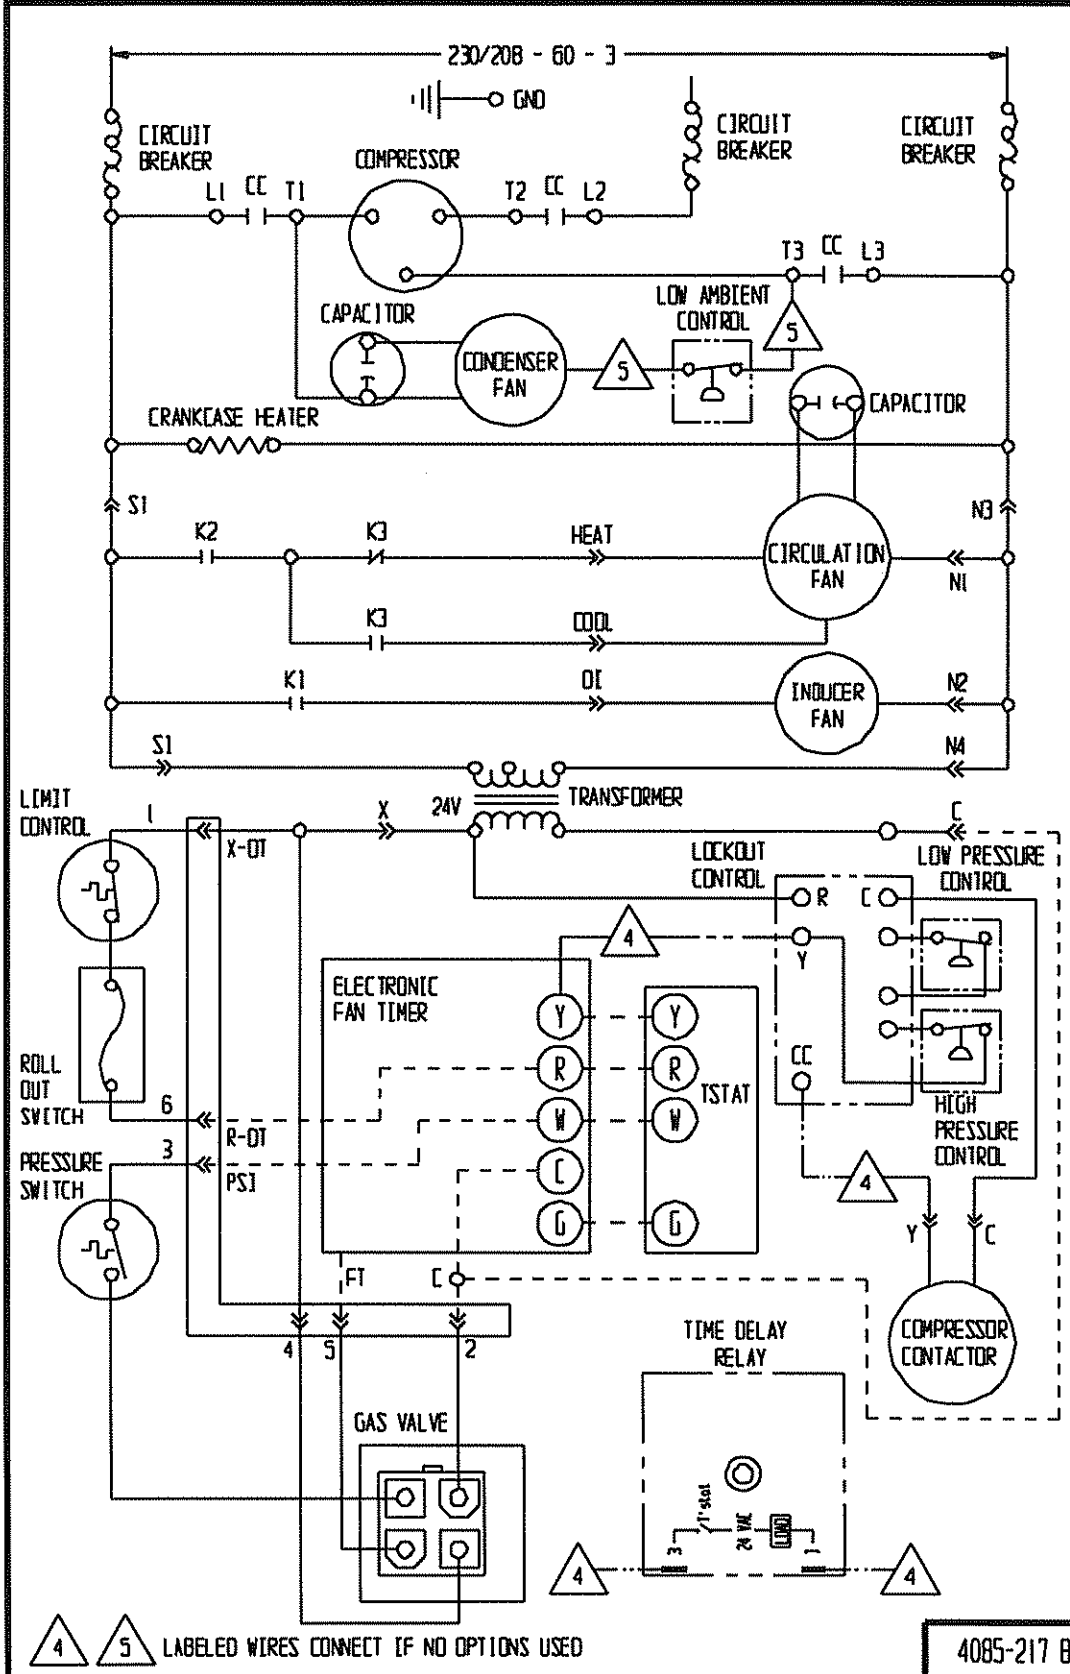 230/208 - 60 - 3
GND
CIRCUIT
BREAKER
CIRCUIT
BREAKER
CIRCUIT
BREAKER
COMPRESSOR
L1 CC T1
T2 CC L2
T3 CC L3
LOW AMBIENT
CONTROL
CAPACITOR
CONDENSER
FAN
5
5
CAPACITOR
CRANKCASE HEATER
S1
N3
K2
K3
HEAT
CIRCULATION
FAN
N1
K3
COOL
K1
OI
INDUCER
FAN
N2
S1
N4
TRANSFORMER
24V
LIMIT
CONTROL
1
X-OT
X
C
LOCKOUT
CONTROL
LOW PRESSURE
CONTROL
R
C
Y
4
ELECTRONIC
FAN TIMER
Y
R
W
C
G
Y
R
W
G
TSTAT
CC
ROLL
OUT
SWITCH
6
R-OT
3
PSI
PRESSURE
SWITCH
HIGH
PRESSURE
CONTROL
4
Y
C
FT
C
4
5
2
COMPRESSOR
CONTACTOR
TIME DELAY
RELAY
GAS VALVE
3
T'stat
24 VAC
LOAD
1
4
4
4 5 LABELED WIRES CONNECT IF NO OPTIONS USED
4085-217 B